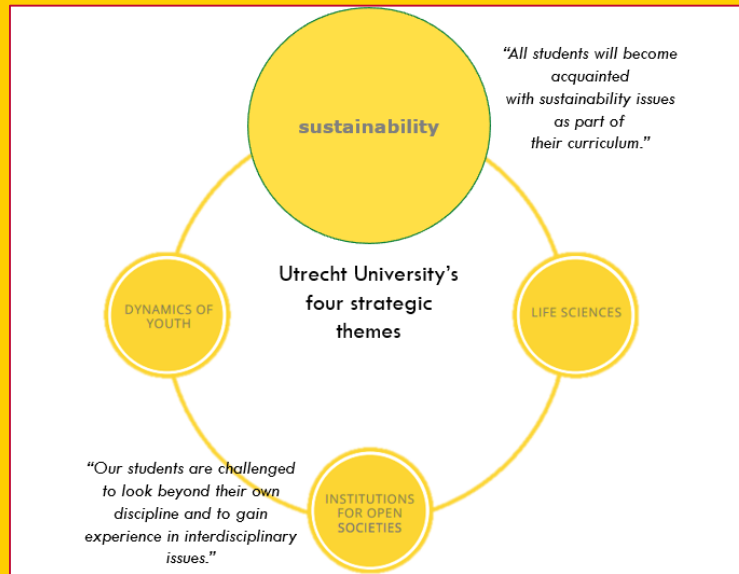 “All students will become
acquainted
with sustainability issues
as part of
their curriculum.”
sustainability
Utrecht University’s
four strategic
themes
DYNAMICS OF
YOUTH
LIFE SCIENCES
“Our students are challenged
to look beyond their own
discipline and to gain
experience in interdisciplinary
issues.”
INSTITUTIONS
FOR OPEN
SOCIETIES